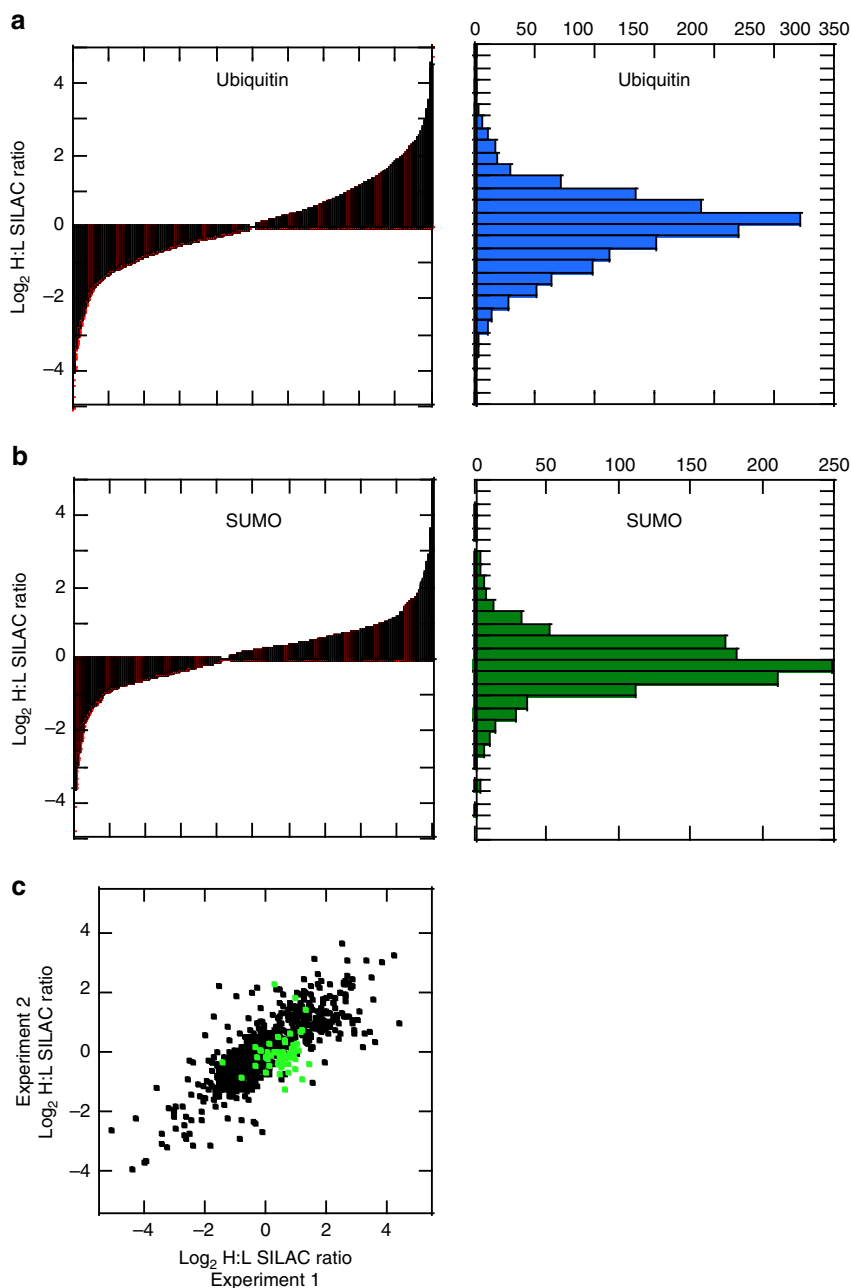 a
0 50 100 150 200 250 300 350
Ubiquitin
Ubiquitin
4
2
0
−2
−4
Log2 H:L SILAC ratio
b
0 50 100 150 200 250
SUMO
SUMO
4
2
0
−2
−4
Log2 H:L SILAC ratio
c
4
2
0
−2
−4
Experiment 2
Log2 H:L SILAC ratio
−4 −2 0 2 4
Log2 H:L SILAC ratio
Experiment 1